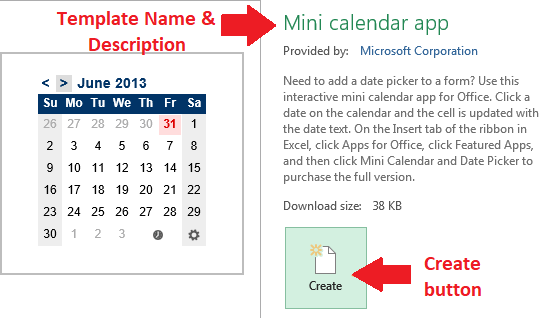 Template Name &
Description
Mini calendar app
Provided by: Microsoft Corporation
< > June 2013
Su Mo Tu We Th Fr Sa
26 27 28 29 30 31 1
2 3 4 5 6 7 8
9 10 11 12 13 14 15
16 17 18 19 20 21 22
23 24 25 26 27 28 29
30 1 2 3
Need to add a date picker to a form? Use this
interactive mini calendar app for Office. Click a
date on the calendar and the cell is updated with
the date text. On the Insert tab of the ribbon in
Excel, click Apps for Office, click Featured Apps,
and then click Mini Calendar and Date Picker to
purchase the full version.
Download size: 38 KB
Create
Create
button